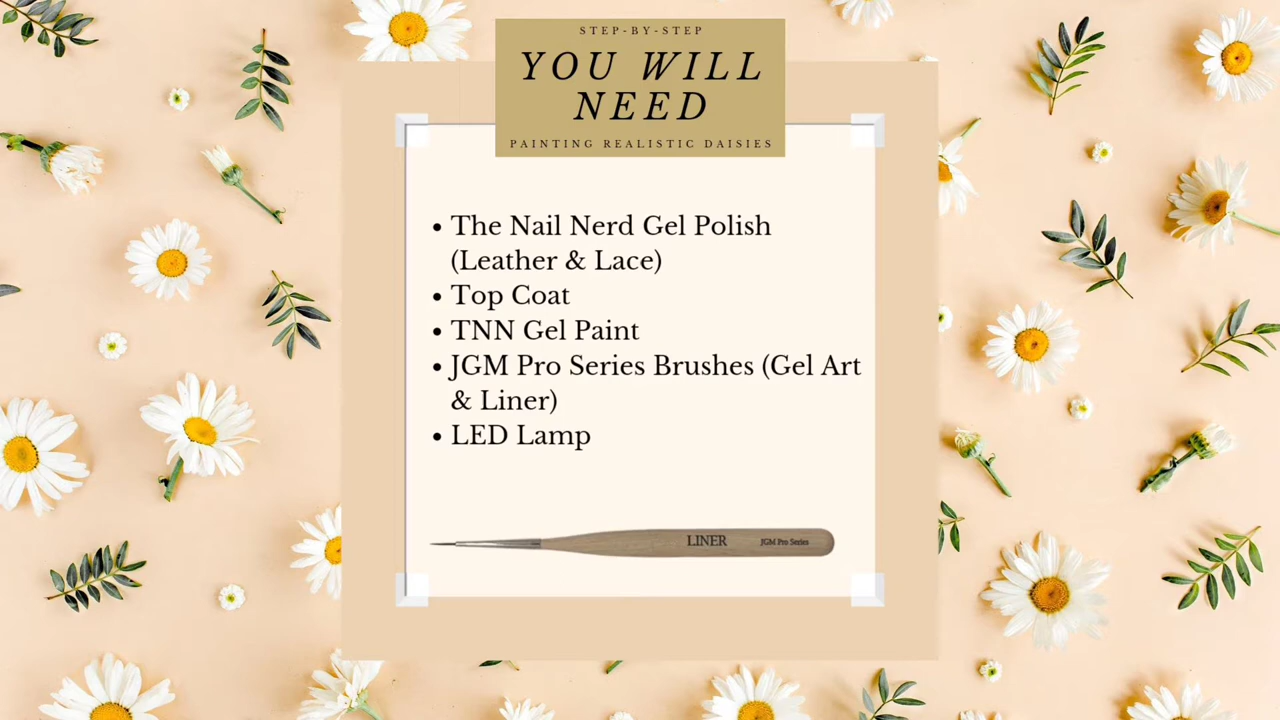 STEP-BY-STEP
YOU WILL
NEED
PAINTING REALISTIC DAISIES
• The Nail Nerd Gel Polish
(Leather & Lace)
• Top Coat
• TNN Gel Paint
• JGM Pro Series Brushes (Gel Art
& Liner)
• LED Lamp
LINER JGM Pro Series